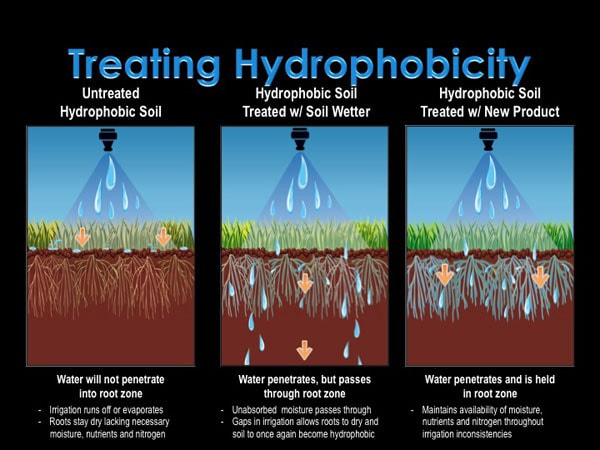 Treating Hydrophobicity
Untreated
Hydrophobic Soil
Hydrophobic Soil
Treated w/ Soil Wetter
Hydrophobic Soil
Treated w/ New Product
Water will not penetrate
into root zone
- Irrigation runs off or evaporates
- Roots stay dry lacking necessary
moisture, nutrients and nitrogen
Water penetrates, but passes
through root zone
- Unabsorbed moisture passes through
- Gaps in irrigation allows roots to dry and
soil to once again become hydrophobic
Water penetrates and is held
in root zone
- Maintains availability of moisture,
nutrients and nitrogen throughout
irrigation inconsistencies